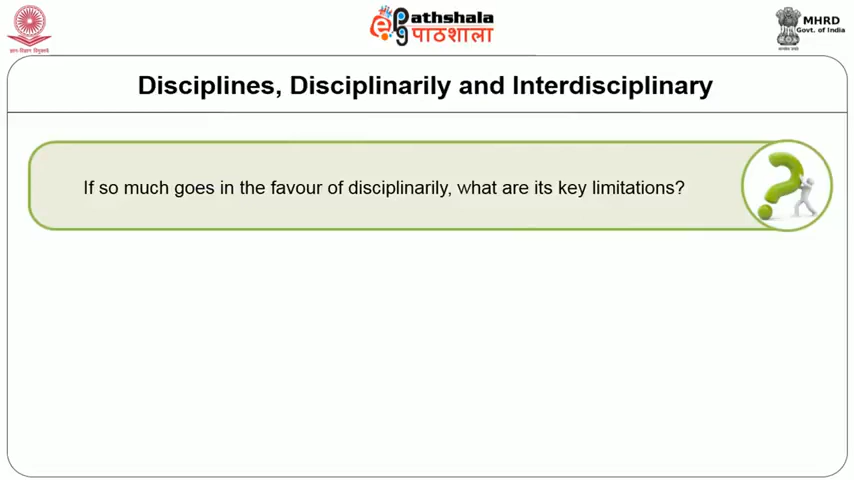 ePathshala
पाठशाला
MHRD
Govt. of India
Disciplines, Disciplinarily and Interdisciplinary
If so much goes in the favour of disciplinarily, what are its key limitations?